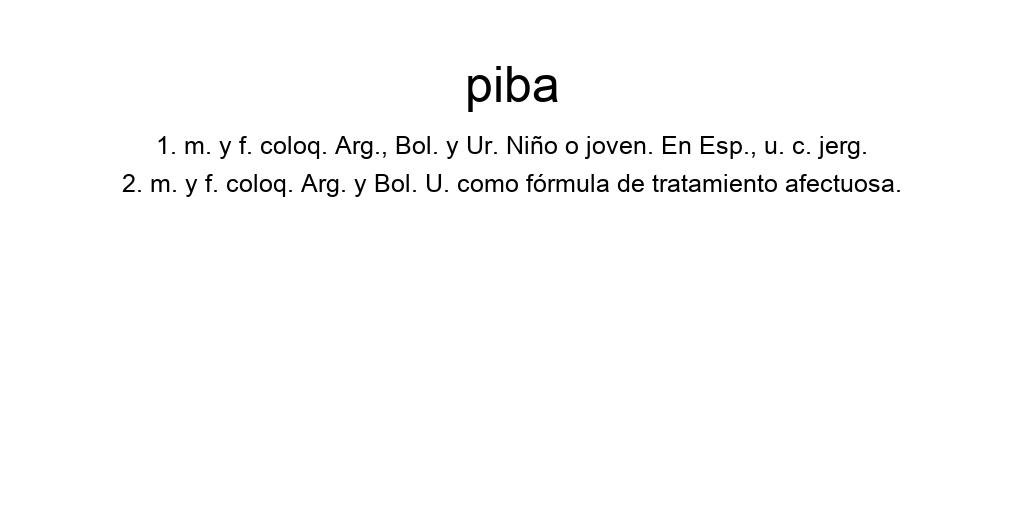 piba
1. m. y f. coloq. Arg., Bol. y Ur. Niño o joven. En Esp., u. c. jerg.
2. m. y f. coloq. Arg. y Bol. U. como fórmula de tratamiento afectuosa.